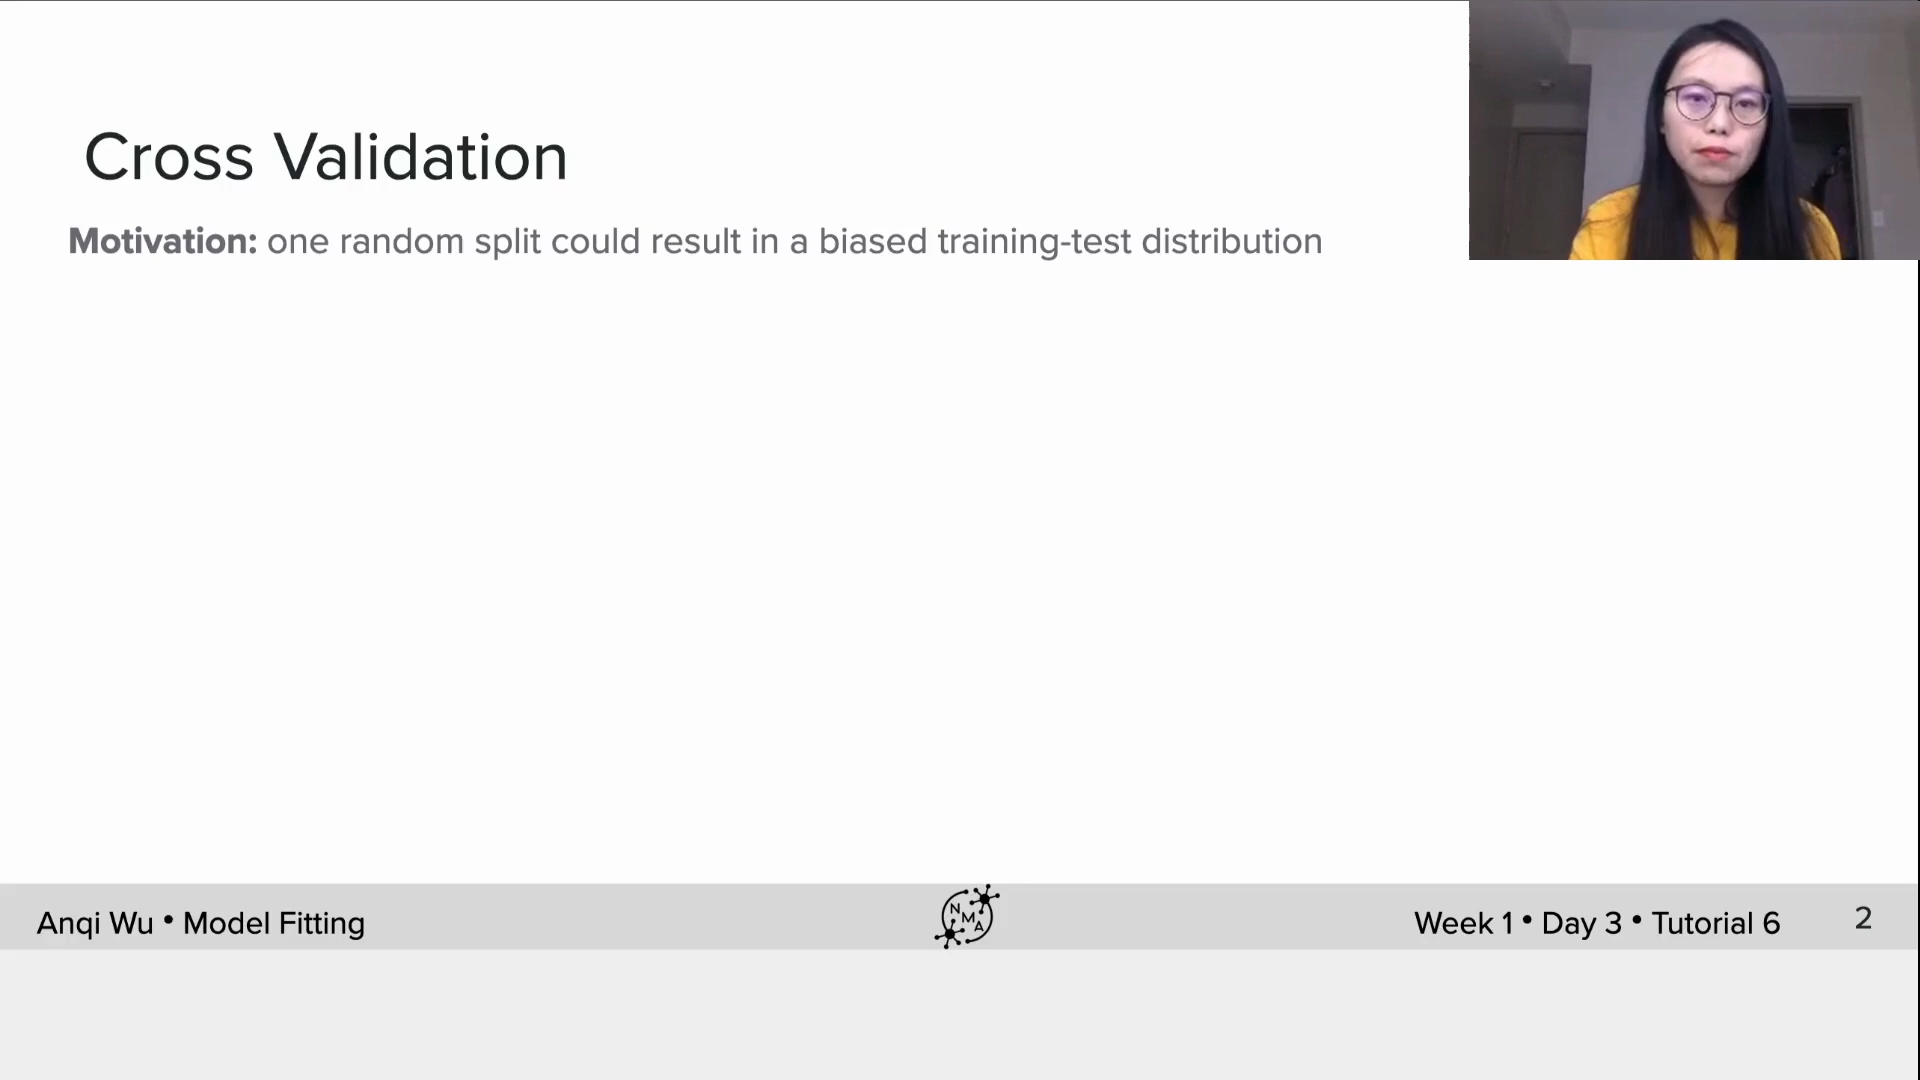 Cross Validation
Motivation: one random split could result in a biased training-test distribution
Anqi Wu • Model Fitting
N
M
A
Week 1 • Day 3 • Tutorial 6
2